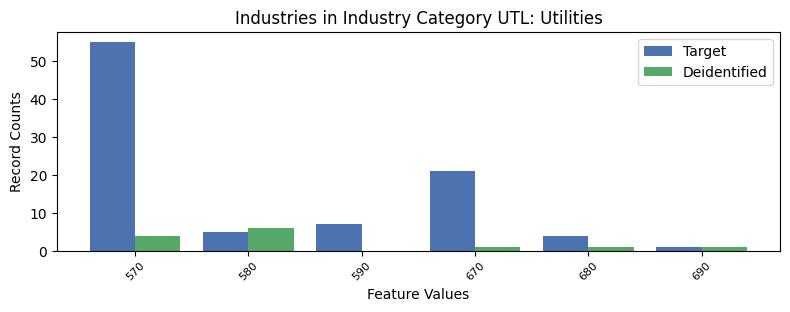 Industries in Industry Category UTL: Utilities
Target
Deidentified
Record Counts
50
40
30
20
10
0
570 580 590 670 680 690
Feature Values